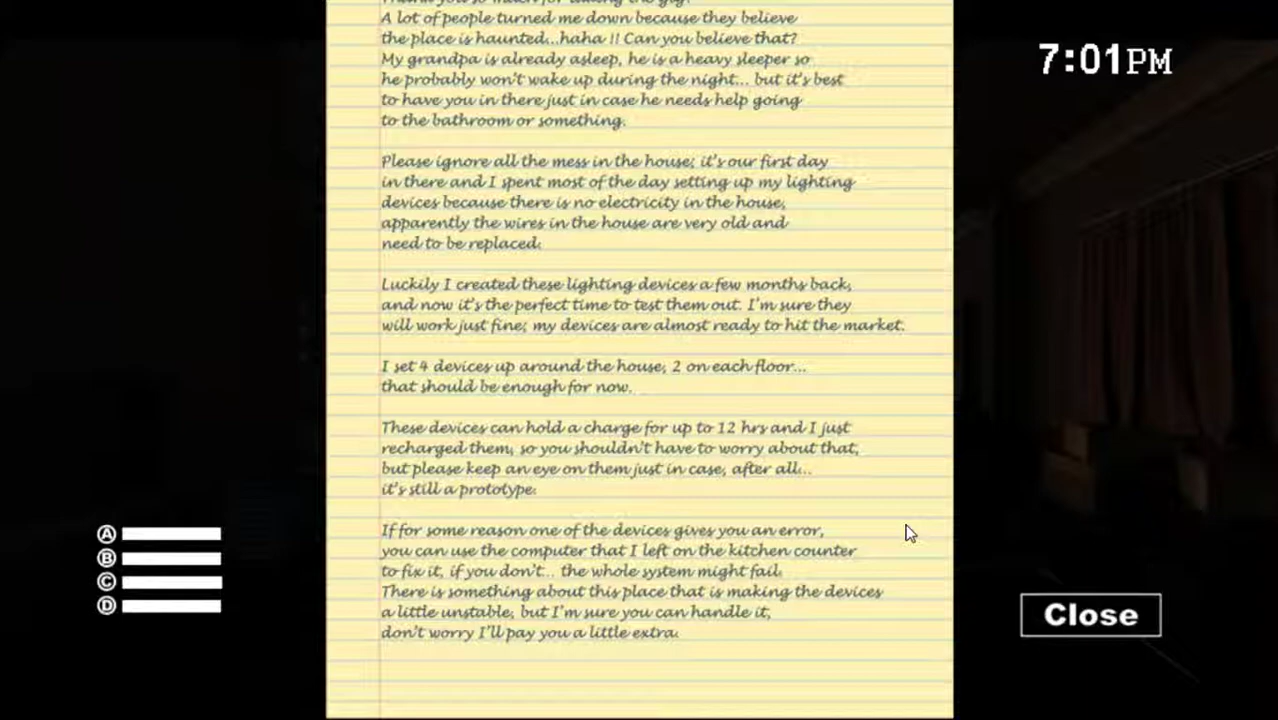 Thank you so much for taking the gig!
A lot of people turned me down because they believe
the place is haunted...haha !! Can you believe that?
My grandpa is already asleep, he is a heavy sleeper so
he probably won't wake up during the night... but it's best
to have you in there just in case he needs help going
to the bathroom or something.
Please ignore all the mess in the house; it's our first day
in there and I spent most of the day setting up my lighting
devices because there is no electricity in the house,
apparently the wires in the house are very old and
need to be replaced.
Luckily I created these lighting devices a few months back,
and now it's the perfect time to test them out. I'm sure they
will work just fine; my devices are almost ready to hit the market.
I set 4 devices up around the house, 2 on each floor...
that should be enough for now.
These devices can hold a charge for up to 12 hrs and I just
recharged them, so you shouldn't have to worry about that,
but please keep an eye on them just in case, after all...
it's still a prototype.
If for some reason one of the devices gives you an error,
you can use the computer that I left on the kitchen counter
to fix it, if you don't... the whole system might fail.
There is something about this place that is making the devices
a little unstable, but I'm sure you can handle it,
don't worry I'll pay you a little extra.
7:01PM
A
B
C
D
Close